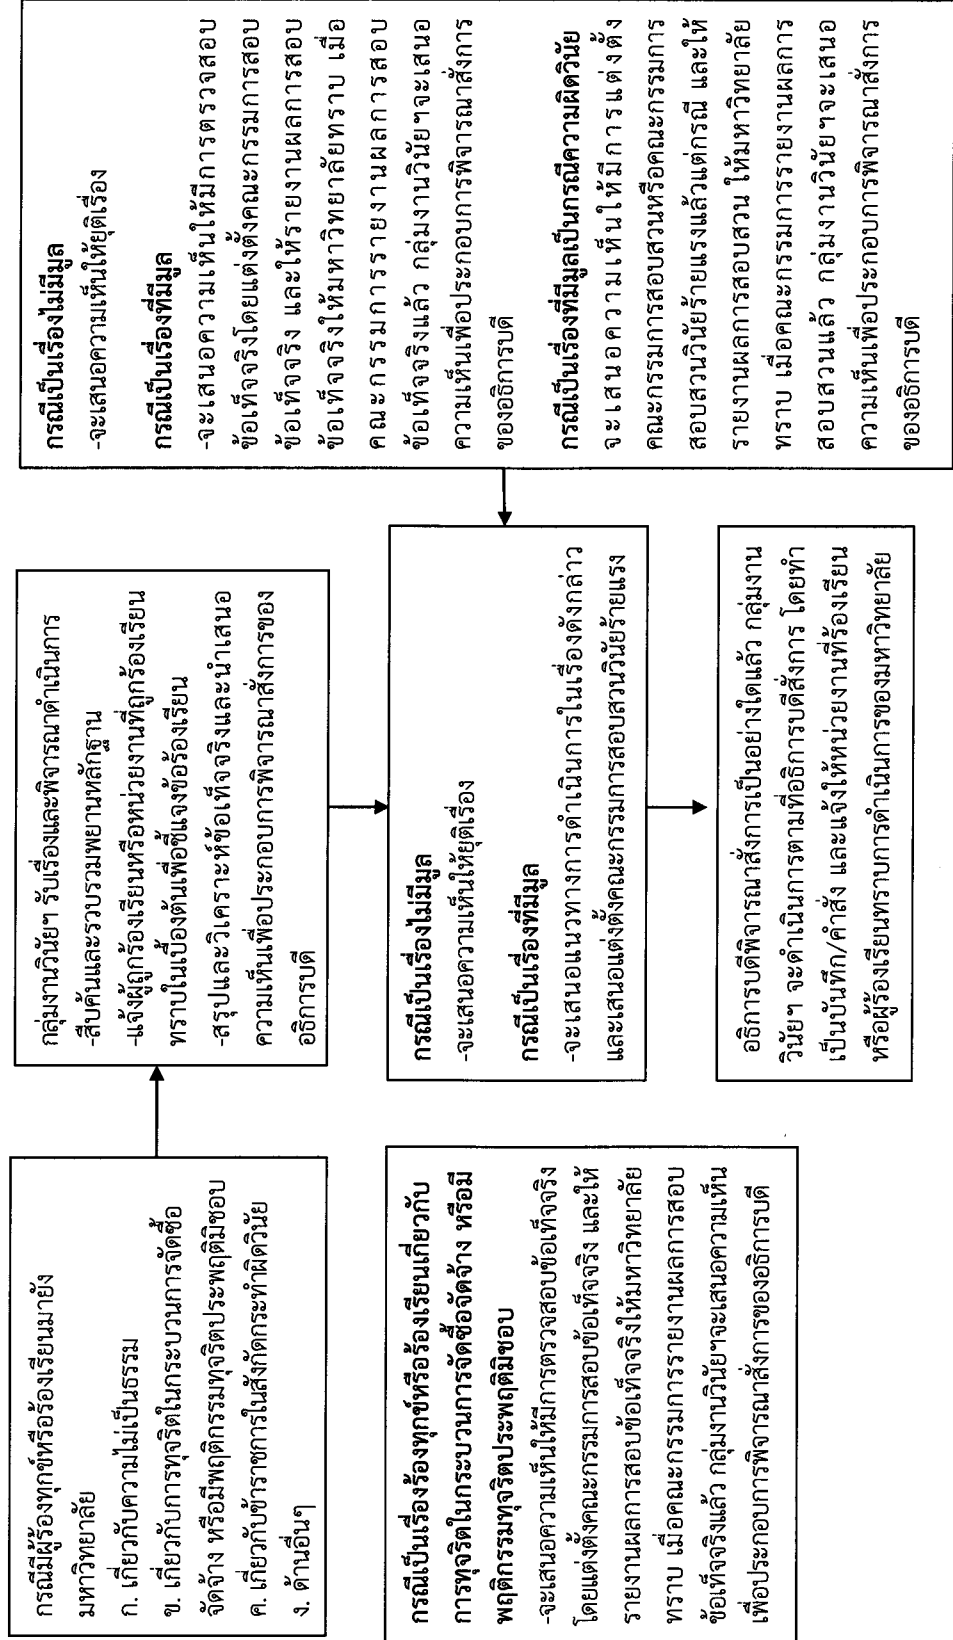 กรณีมีผู้ร้องทุกข์หรือร้องเรียนมายัง
มหาวิทยาลัย
ก. เกี่ยวกับความไม่เป็นธรรม
ข. เกี่ยวกับการทุจริตในกระบวนการจัดซื้อ
จัดจ้าง หรือมีพฤติกรรมทุจริตประพฤติมิชอบ
ค. เกี่ยวกับข้าราชการในสังกัดกระทำผิดวินัย
ง. ด้านอื่นๆ
กลุ่มงานวินัยฯ รับเรื่องและพิจารณาดำเนินการ
-สืบค้นและรวบรวมพยานหลักฐาน
-แจ้งผู้ถูกร้องเรียนหรือหน่วยงานที่ถูกร้องเรียน
ทราบในเบื้องต้นเพื่อชี้แจงข้อร้องเรียน
-สรุปและวิเคราะห์ข้อเท็จจริงและนำเสนอ
ความเห็นเพื่อประกอบการพิจารณาสั่งการของ
อธิการบดี
กรณีเป็นเรื่องไม่มีมูล
-จะเสนอความเห็นให้ยุติเรื่อง
กรณีเป็นเรื่องที่มีมูล
-จะเสนอความเห็นให้มีการตรวจสอบ
ข้อเท็จจริงโดยแต่งตั้งคณะกรรมการสอบ
ข้อเท็จจริง และให้รายงานผลการสอบ
ข้อเท็จจริงให้มหาวิทยาลัยทราบ เมื่อ
คณะกรรมการรายงานผลการสอบ
ข้อเท็จจริงแล้ว กลุ่มงานวินัยฯจะเสนอ
ความเห็นเพื่อประกอบการพิจารณาสั่งการ
ของอธิการบดี
กรณีเป็นเรื่องที่มีมูลเป็นกรณีความผิดวินัย
จะเสนอความเห็นให้มีการแต่งตั้ง
คณะกรรมการสอบสวนหรือคณะกรรมการ
สอบสวนวินัยร้ายแรงแล้วแต่กรณี และให้
รายงานผลการสอบสวน ให้มหาวิทยาลัย
ทราบ เมื่อคณะกรรมการรายงานผลการ
สอบสวนแล้ว กลุ่มงานวินัยฯจะเสนอ
ความเห็นเพื่อประกอบการพิจารณาสั่งการ
ของอธิการบดี
กรณีเป็นเรื่องร้องทุกข์หรือร้องเรียนเกี่ยวกับ
การทุจริตในกระบวนการจัดซื้อจัดจ้าง หรือมี
พฤติกรรมทุจริตประพฤติมิชอบ
-จะเสนอความเห็นให้มีการตรวจสอบข้อเท็จจริง
โดยแต่งตั้งคณะกรรมการสอบข้อเท็จจริง และให้
รายงานผลการสอบข้อเท็จจริงให้มหาวิทยาลัย
ทราบ เมื่อคณะกรรมการรายงานผลการสอบ
ข้อเท็จจริงแล้ว กลุ่มงานวินัยฯจะเสนอความเห็น
เพื่อประกอบการพิจารณาสั่งการของอธิการบดี
กรณีเป็นเรื่องไม่มีมูล
-จะเสนอความเห็นให้ยุติเรื่อง
กรณีเป็นเรื่องที่มีมูล
-จะเสนอแนวทางการดำเนินการในเรื่องดังกล่าว
และเสนอแต่งตั้งคณะกรรมการสอบสวนวินัยร้ายแรง
อธิการบดีพิจารณาสั่งการเป็นอย่างใดแล้ว กลุ่มงาน
วินัยฯ จะดำเนินการตามที่อธิการบดีสั่งการ โดยทำ
เป็นบันทึก/คำสั่ง และแจ้งให้หน่วยงานที่ร้องเรียน
หรือผู้ร้องเรียนทราบการดำเนินการของมหาวิทยาลัย